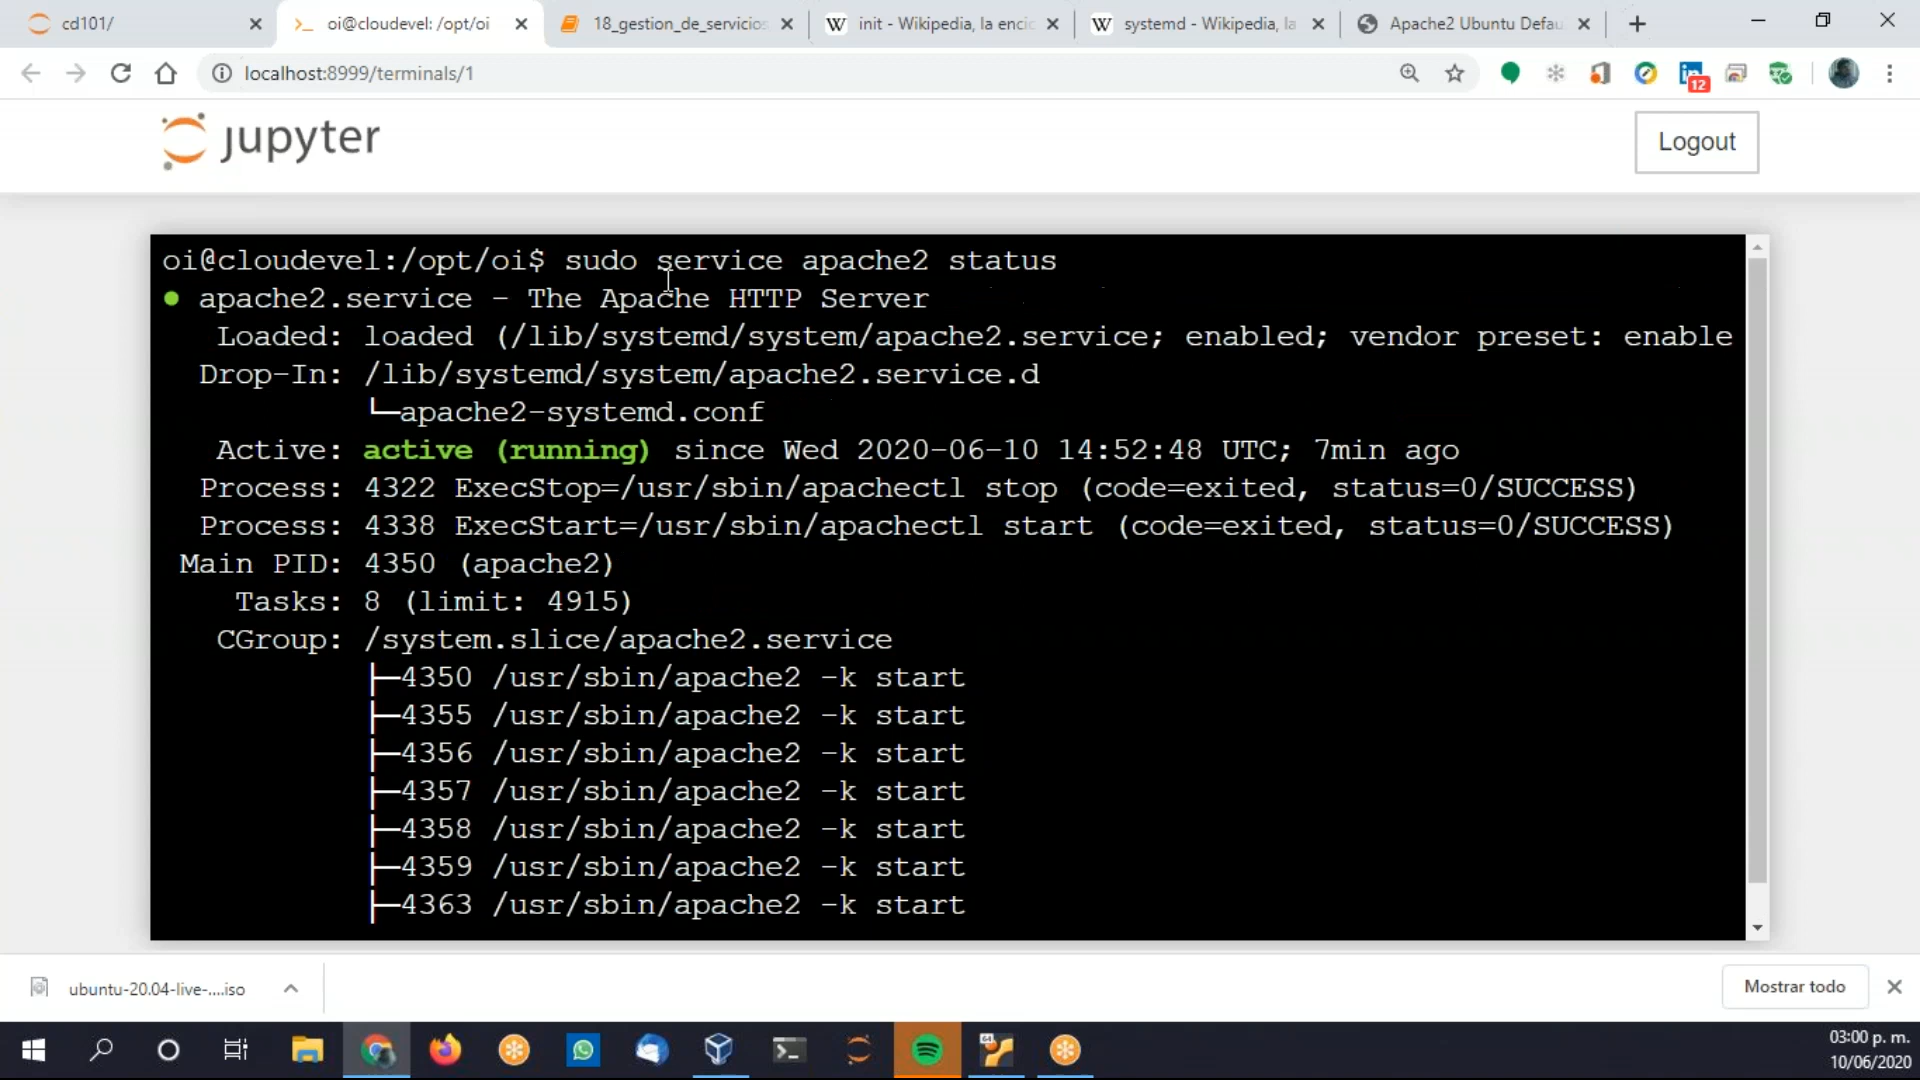 cd101/
oi@cloudevel: /opt/oi
18_gestion_de_servicios
init - Wikipedia, la enci
systemd - Wikipedia, la
Apache2 Ubuntu Defau
localhost:8999/terminals/1
12
jupyter
Logout
oi@cloudevel:/opt/oi$ sudo service apache2 status
● apache2.service - The Apache HTTP Server
Loaded: loaded (/lib/systemd/system/apache2.service; enabled; vendor preset: enable
Drop-In: /lib/systemd/system/apache2.service.d
└─apache2-systemd.conf
Active: active (running) since Wed 2020-06-10 14:52:48 UTC; 7min ago
Process: 4322 ExecStop=/usr/sbin/apachectl stop (code=exited, status=0/SUCCESS)
Process: 4338 ExecStart=/usr/sbin/apachectl start (code=exited, status=0/SUCCESS)
Main PID: 4350 (apache2)
Tasks: 8 (limit: 4915)
CGroup: /system.slice/apache2.service
├─4350 /usr/sbin/apache2 -k start
├─4355 /usr/sbin/apache2 -k start
├─4356 /usr/sbin/apache2 -k start
├─4357 /usr/sbin/apache2 -k start
├─4358 /usr/sbin/apache2 -k start
├─4359 /usr/sbin/apache2 -k start
├─4363 /usr/sbin/apache2 -k start
ubuntu-20.04-live-....iso
Mostrar todo
64
03:00 p. m.
10/06/2020